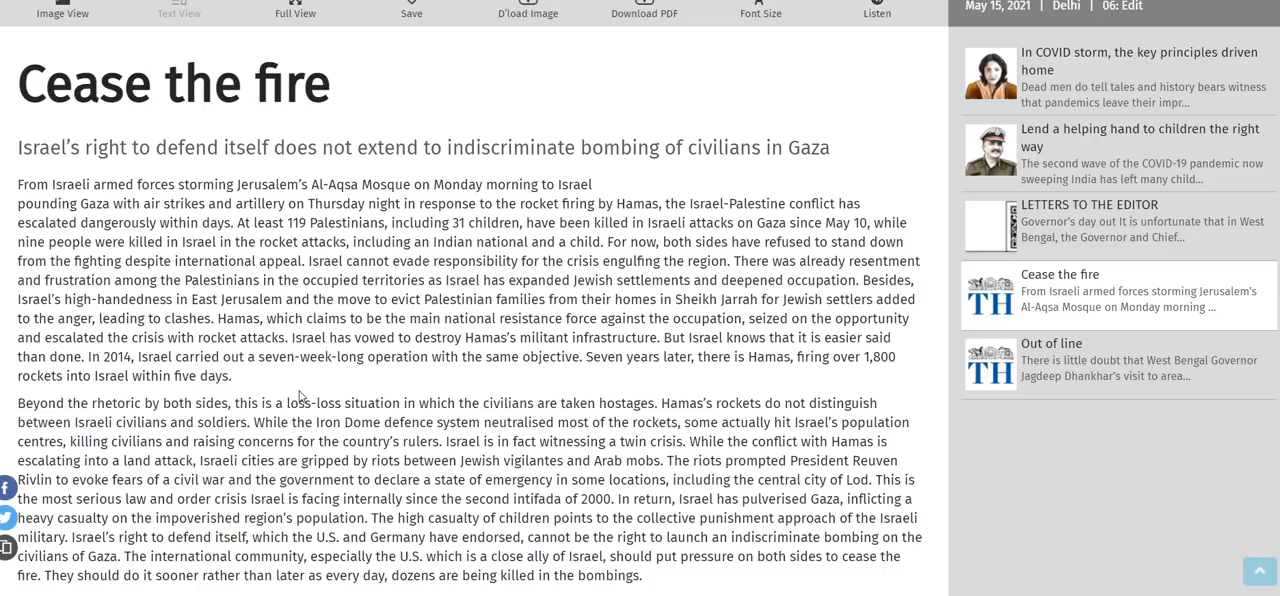 Image View
Text View
Full View
Save
D'load Image
Download PDF
Font Size
Listen
May 15, 2021 | Delhi | 06: Edit
Cease the fire
Israel's right to defend itself does not extend to indiscriminate bombing of civilians in Gaza
From Israeli armed forces storming Jerusalem's Al-Aqsa Mosque on Monday morning to Israel
pounding Gaza with air strikes and artillery on Thursday night in response to the rocket firing by Hamas, the Israel-Palestine conflict has
escalated dangerously within days. At least 119 Palestinians, including 31 children, have been killed in Israeli attacks on Gaza since May 10, while
nine people were killed in Israel in the rocket attacks, including an Indian national and a child. For now, both sides have refused to stand down
from the fighting despite international appeal. Israel cannot evade responsibility for the crisis engulfing the region. There was already resentment
and frustration among the Palestinians in the occupied territories as Israel has expanded Jewish settlements and deepened occupation. Besides,
Israel's high-handedness in East Jerusalem and the move to evict Palestinian families from their homes in Sheikh Jarrah for Jewish settlers added
to the anger, leading to clashes. Hamas, which claims to be the main national resistance force against the occupation, seized on the opportunity
and escalated the crisis with rocket attacks. Israel has vowed to destroy Hamas's militant infrastructure. But Israel knows that it is easier said
than done. In 2014, Israel carried out a seven-week-long operation with the same objective. Seven years later, there is Hamas, firing over 1,800
rockets into Israel within five days.
Beyond the rhetoric by both sides, this is a loss-loss situation in which the civilians are taken hostages. Hamas's rockets do not distinguish
between Israeli civilians and soldiers. While the Iron Dome defence system neutralised most of the rockets, some actually hit Israel's population
centres, killing civilians and raising concerns for the country's rulers. Israel is in fact witnessing a twin crisis. While the conflict with Hamas is
escalating into a land attack, Israeli cities are gripped by riots between Jewish vigilantes and Arab mobs. The riots prompted President Reuven
Rivlin to evoke fears of a civil war and the government to declare a state of emergency in some locations, including the central city of Lod. This is
the most serious law and order crisis Israel is facing internally since the second intifada of 2000. In return, Israel has pulverised Gaza, inflicting a
heavy casualty on the impoverished region's population. The high casualty of children points to the collective punishment approach of the Israeli
military. Israel's right to defend itself, which the U.S. and Germany have endorsed, cannot be the right to launch an indiscriminate bombing on the
civilians of Gaza. The international community, especially the U.S. which is a close ally of Israel, should put pressure on both sides to cease the
fire. They should do it sooner rather than later as every day, dozens are being killed in the bombings.
In COVID storm, the key principles driven
home
Dead men do tell tales and history bears witness
that pandemics leave their impr...
Lend a helping hand to children the right
way
The second wave of the COVID-19 pandemic now
sweeping India has left many child...
LETTERS TO THE EDITOR
Governor's day out It is unfortunate that in West
Bengal, the Governor and Chief...
TH
Cease the fire
From Israeli armed forces storming Jerusalem's
Al-Aqsa Mosque on Monday morning ...
TH
Out of line
There is little doubt that West Bengal Governor
Jagdeep Dhankhar's visit to area...